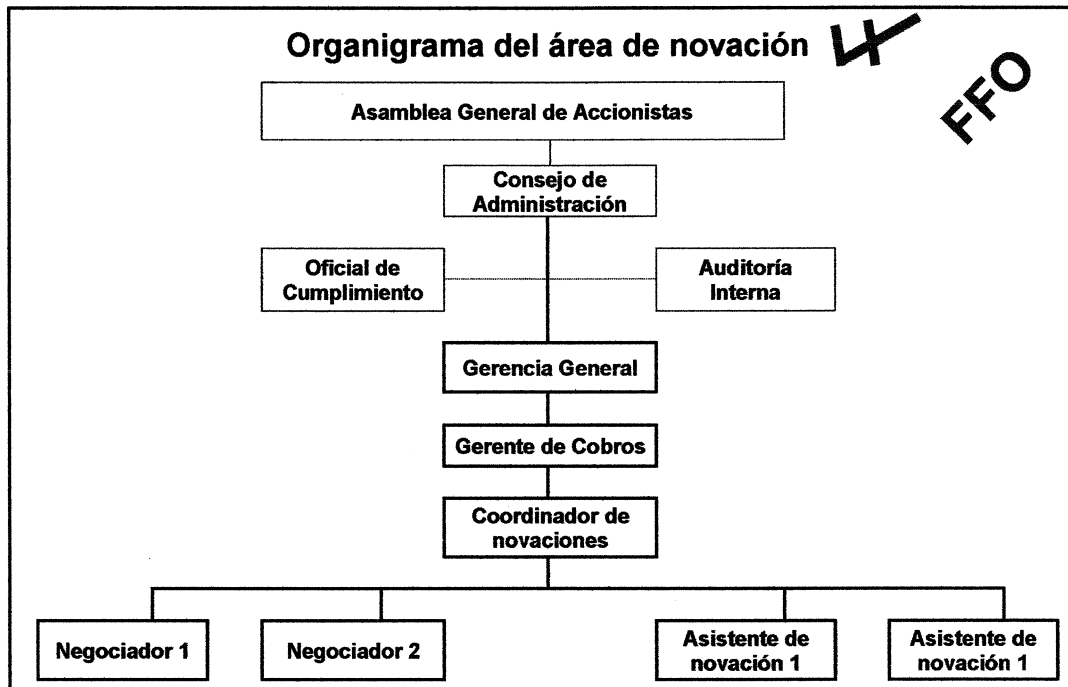 Organigrama del área de novación
FFO
Asamblea General de Accionistas
Consejo de
Administración
Oficial de
Cumplimiento
Auditoría
Interna
Gerencia General
Gerente de Cobros
Coordinador de
novaciones
Negociador 1
Negociador 2
Asistente de
novación 1
Asistente de
novación 1